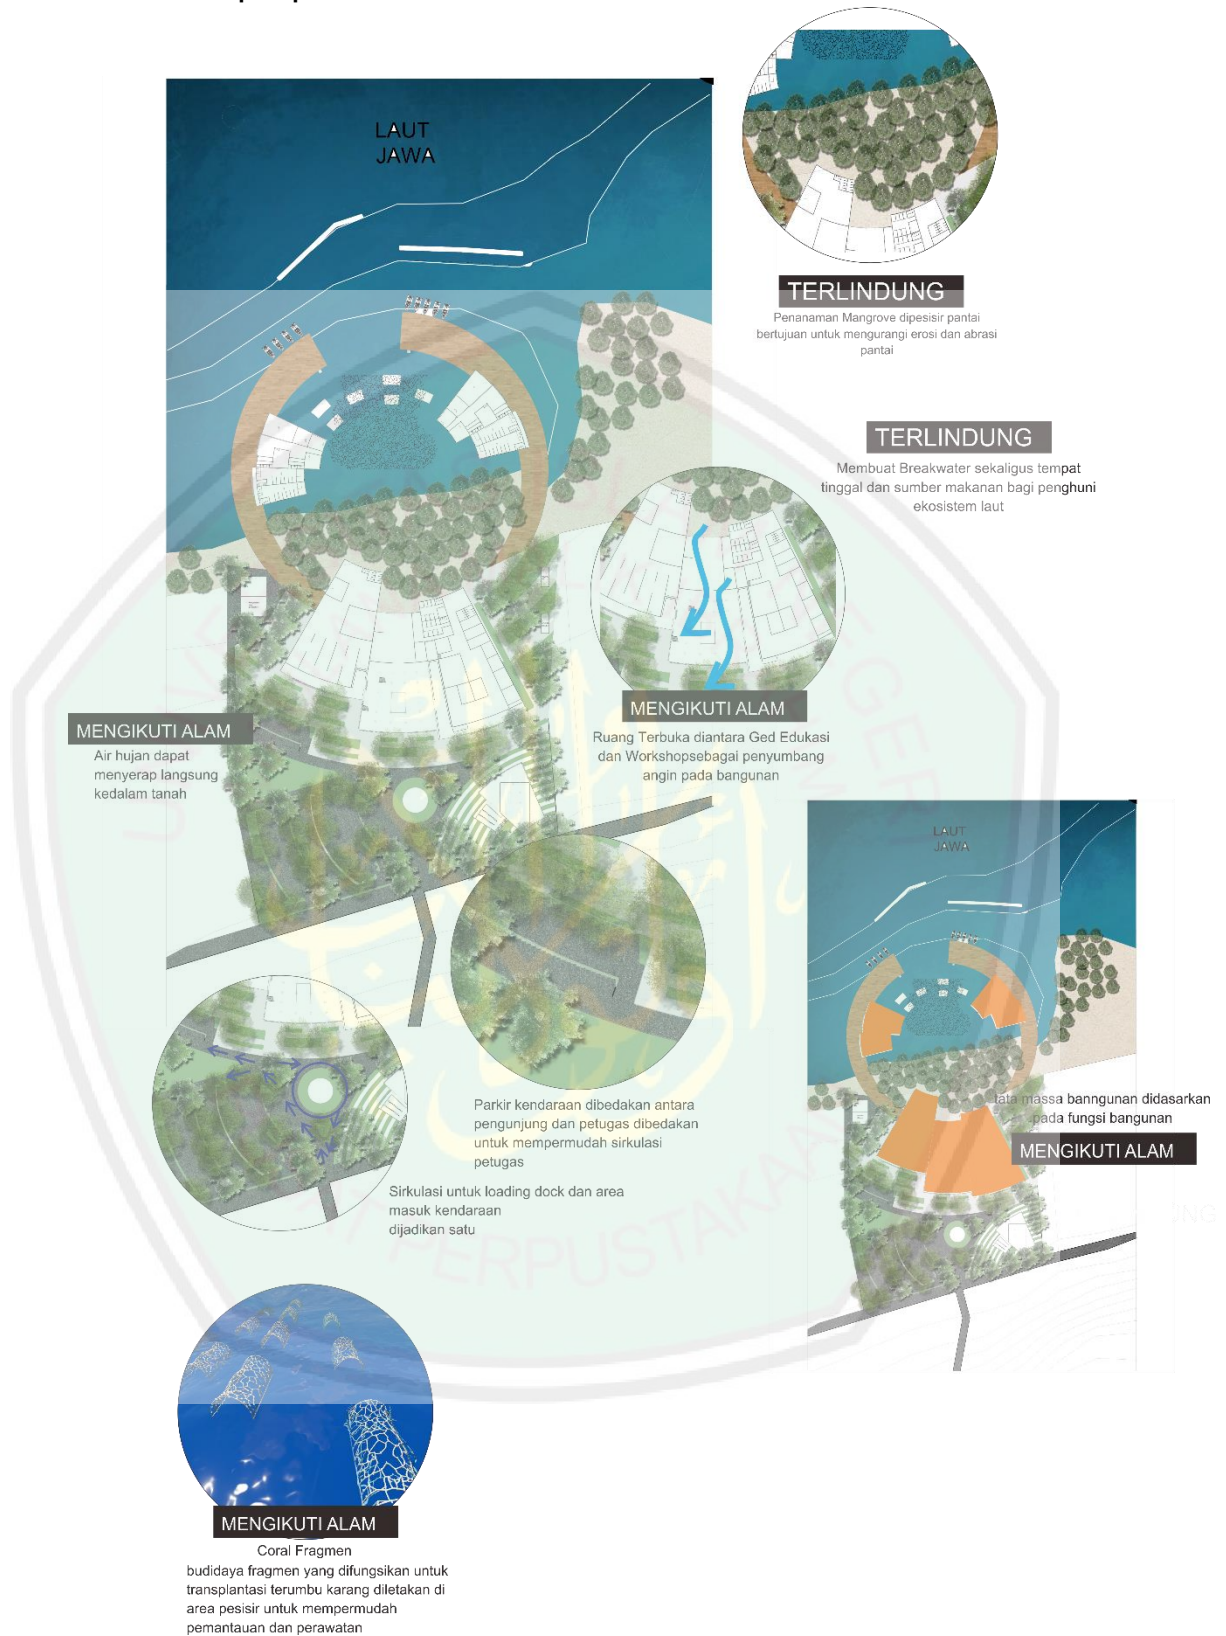 LAUT
JAWA
TERLINDUNG
Penanaman Mangrove dipesisir pantai
bertujuan untuk mengurangi erosi dan abrasi
pantai
TERLINDUNG
Membuat Breakwater sekaligus tempat
tinggal dan sumber makanan bagi penghuni
ekosistem laut
MENGIKUTI ALAM
Ruang Terbuka diantara Ged Edukasi
dan Workshopsebagai penyumbang
angin pada bangunan
MENGIKUTI ALAM
Air hujan dapat
menyerap langsung
kedalam tanah
LAUT
JAWA
tata massa banngunan didasarkan
pada fungsi bangunan
MENGIKUTI ALAM
Parkir kendaraan dibedakan antara
pengunjung dan petugas dibedakan
untuk mempermudah sirkulasi
petugas
Sirkulasi untuk loading dock dan area
masuk kendaraan
dijadikan satu
MENGIKUTI ALAM
Coral Fragmen
budidaya fragmen yang difungsikan untuk
transplantasi terumbu karang diletakan di
area pesisir untuk mempermudah
pemantauan dan perawatan